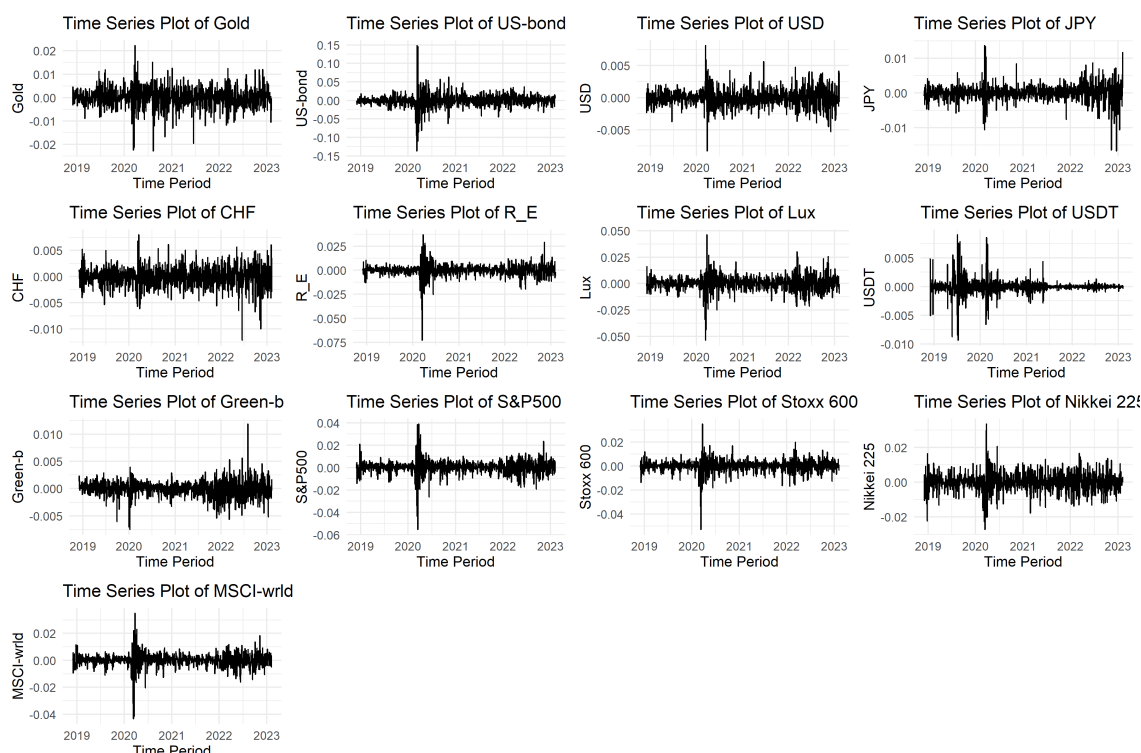 Time Series Plot of Gold
Gold
0.02
0.01
0.00
-0.01
-0.02
2019 2020 2021 2022 2023
Time Period
Time Series Plot of US-bond
US-bond
0.15
0.10
0.05
0.00
-0.05
-0.10
-0.15
2019 2020 2021 2022 2023
Time Period
Time Series Plot of USD
USD
0.005
0.000
-0.005
2019 2020 2021 2022 2023
Time Period
Time Series Plot of JPY
JPY
0.01
0.00
-0.01
2019 2020 2021 2022 2023
Time Period
Time Series Plot of CHF
CHF
0.005
0.000
-0.005
-0.010
2019 2020 2021 2022 2023
Time Period
Time Series Plot of R_E
R_E
0.025
0.000
-0.025
-0.050
-0.075
2019 2020 2021 2022 2023
Time Period
Time Series Plot of Lux
Lux
0.050
0.025
0.000
-0.025
-0.050
2019 2020 2021 2022 2023
Time Period
Time Series Plot of USDT
USDT
0.005
0.000
-0.005
-0.010
2019 2020 2021 2022 2023
Time Period
Time Series Plot of Green-b
Green-b
0.010
0.005
0.000
-0.005
2019 2020 2021 2022 2023
Time Period
Time Series Plot of S&P500
S&P500
0.04
0.02
0.00
-0.02
-0.04
-0.06
2019 2020 2021 2022 2023
Time Period
Time Series Plot of Stoxx 600
Stoxx 600
0.02
0.00
-0.02
-0.04
2019 2020 2021 2022 2023
Time Period
Time Series Plot of Nikkei 225
Nikkei 225
0.02
0.00
-0.02
2019 2020 2021 2022 2023
Time Period
Time Series Plot of MSCI-wrld
MSCI-wrld
0.02
0.00
-0.02
-0.04
2019 2020 2021 2022 2023
Time Period